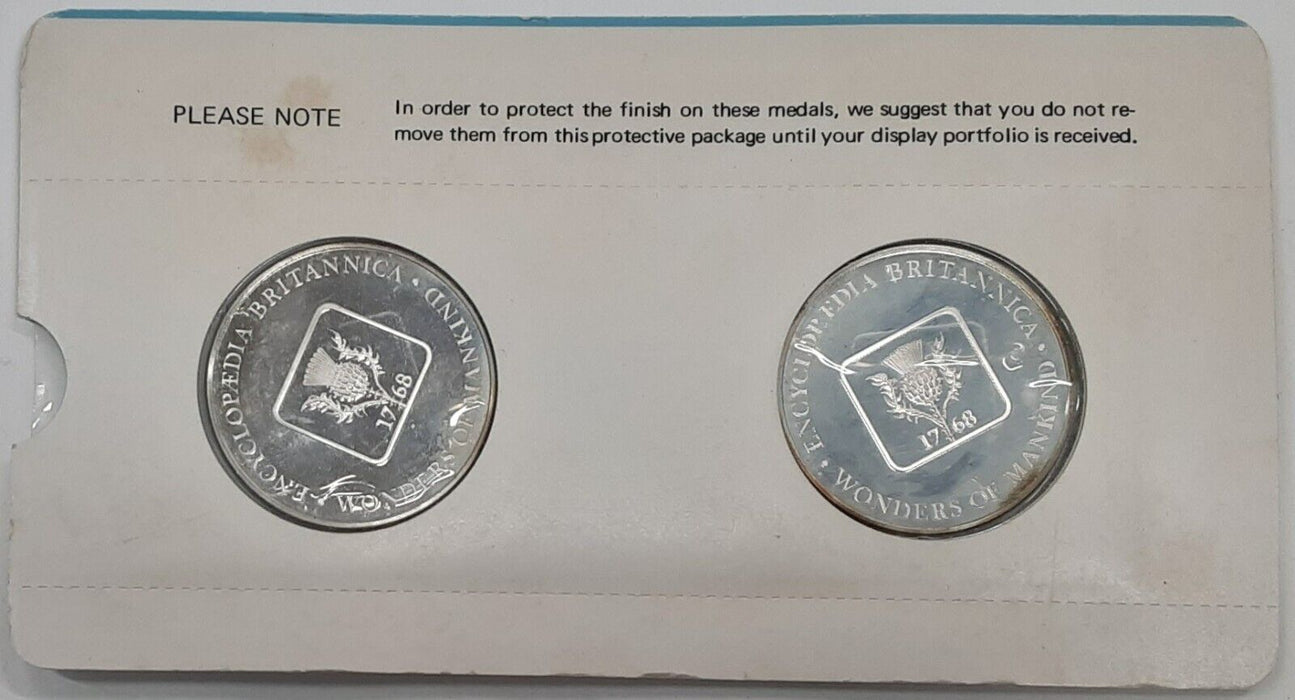 PLEASE NOTE
In order to protect the finish on these medals, we suggest that you do not re-
move them from this protective package until your display portfolio is received.
• ENCYCLOPÆDIA BRITANNICA •
WONDERS OF MANKIND
1768
• ENCYCLOPÆDIA BRITANNICA •
WONDERS OF MANKIND
1768